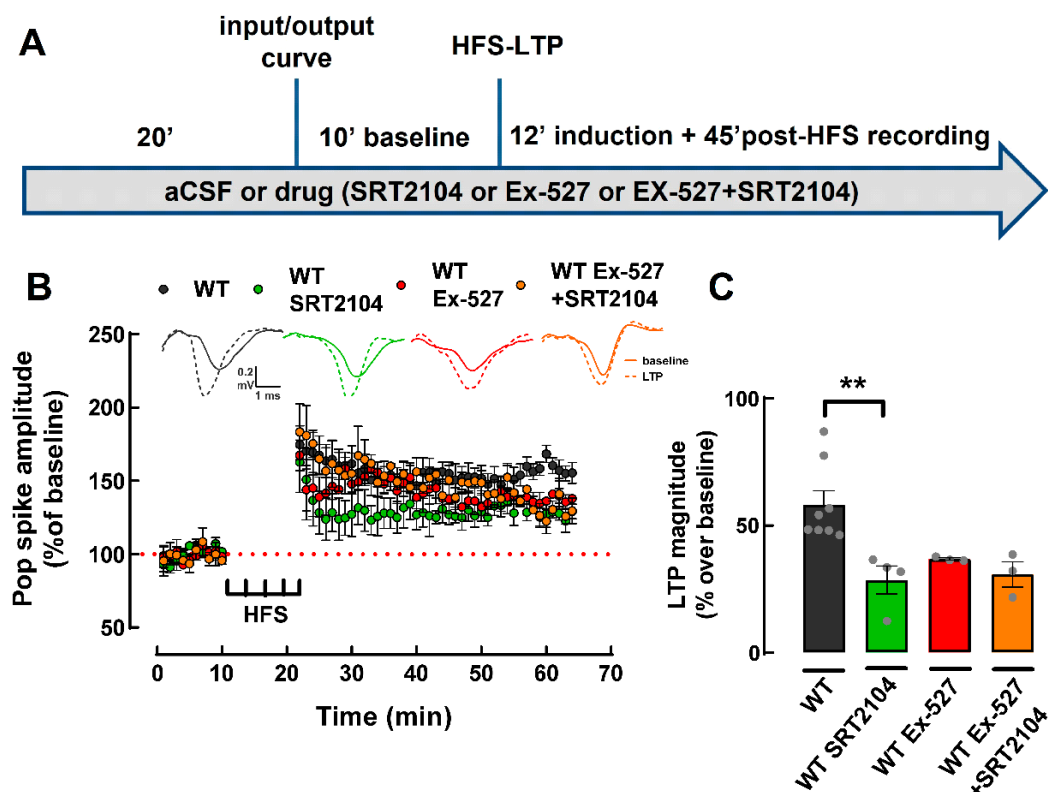 A
input/output
curve
HFS-LTP
20’
10’ baseline
12’ induction + 45’post-HFS recording
aCSF or drug (SRT2104 or Ex-527 or EX-527+SRT2104)
B
WT
WT
SRT2104
WT
Ex-527
WT Ex-527
+SRT2104
Pop spike amplitude
(%of baseline)
250
200
150
100
50
0.2
mV
1 ms
baseline
LTP
HFS
0 10 20 30 40 50 60 70
Time (min)
C
**
LTP magnitude
(% over baseline)
100
50
0
WT
WT SRT2104
WT Ex-527
WT Ex-527
+SRT2104